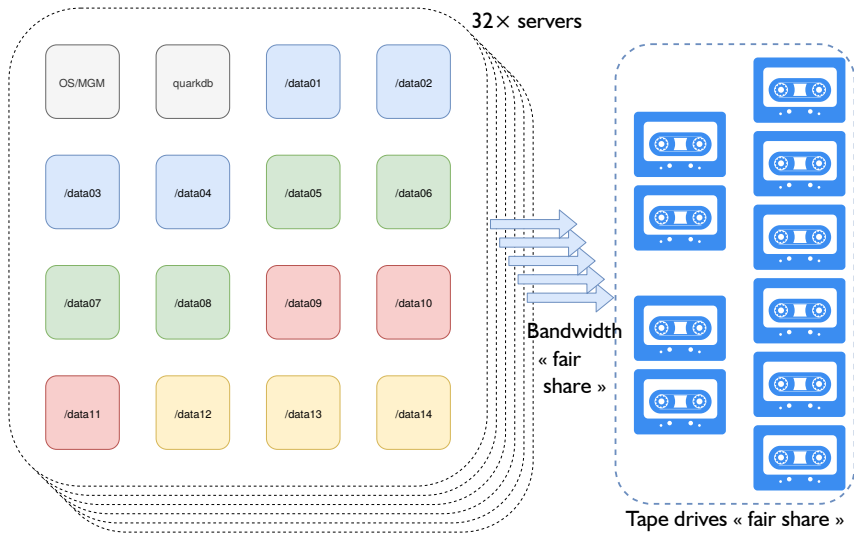 32× servers
OS/MGM
quarkdb
/data01
/data02
/data03
/data04
/data05
/data06
/data07
/data08
/data09
/data10
/data11
/data12
/data13
/data14
Bandwidth
« fair
share »
Tape drives « fair share »